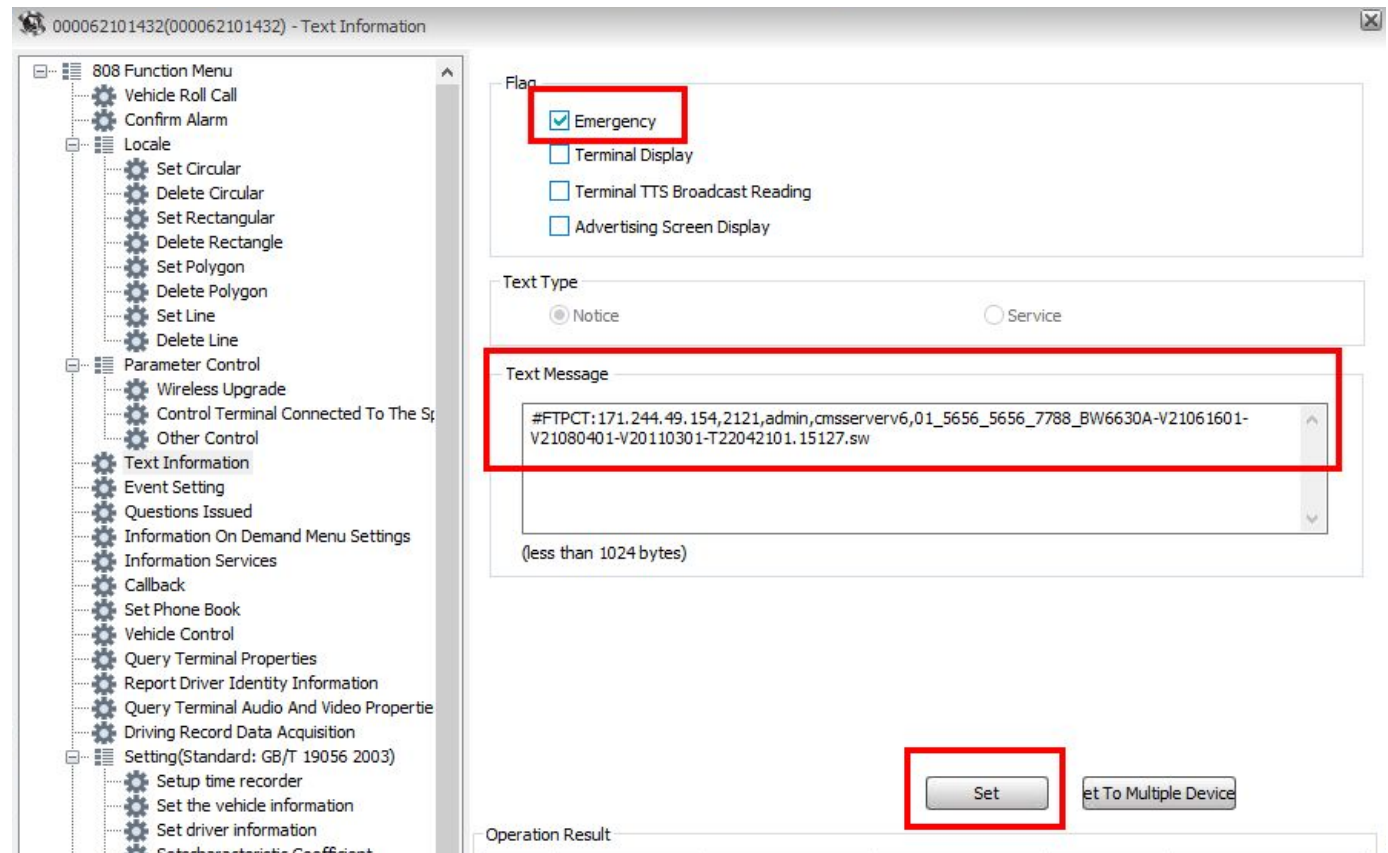 000062101432(000062101432) - Text Information
808 Function Menu
Vehicle Roll Call
Confirm Alarm
Locale
Set Circular
Delete Circular
Set Rectangular
Delete Rectangle
Set Polygon
Delete Polygon
Set Line
Delete Line
Parameter Control
Wireless Upgrade
Control Terminal Connected To The Sp
Other Control
Text Information
Event Setting
Questions Issued
Information On Demand Menu Settings
Information Services
Callback
Set Phone Book
Vehicle Control
Query Terminal Properties
Report Driver Identity Information
Query Terminal Audio And Video Propertie
Driving Record Data Acquisition
Setting(Standard: GB/T 19056 2003)
Setup time recorder
Set the vehicle information
Set driver information
Flag
Emergency
Terminal Display
Terminal TTS Broadcast Reading
Advertising Screen Display
Text Type
Notice
Service
Text Message
#FTPCT:171.244.49.154,2121,admin,cmsserverv6,01_5656_5656_7788_BW6630A-V21061601-
V21080401-V20110301-T22042101.15127.sw
(less than 1024 bytes)
Set
et To Multiple Device
Operation Result